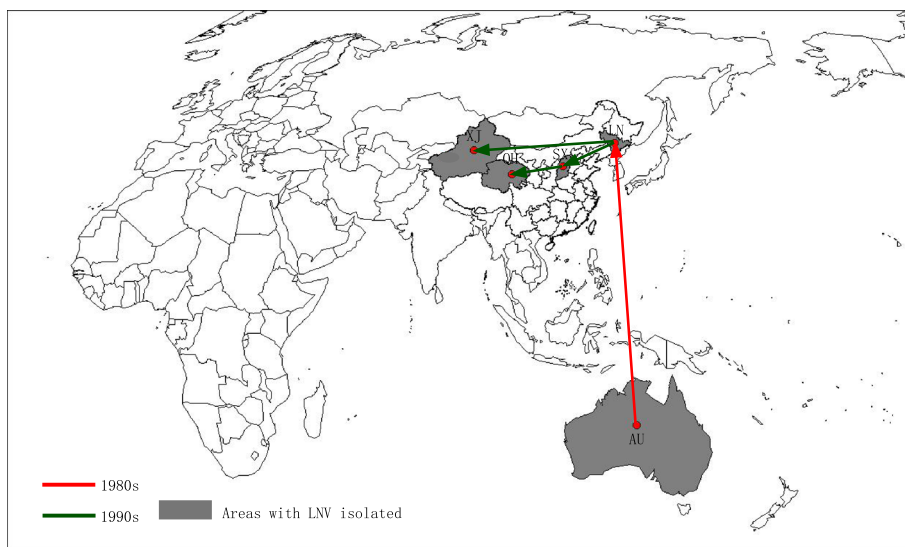 XJ
LN
QH
SX
AU
1980s
1990s
Areas with LNV isolated